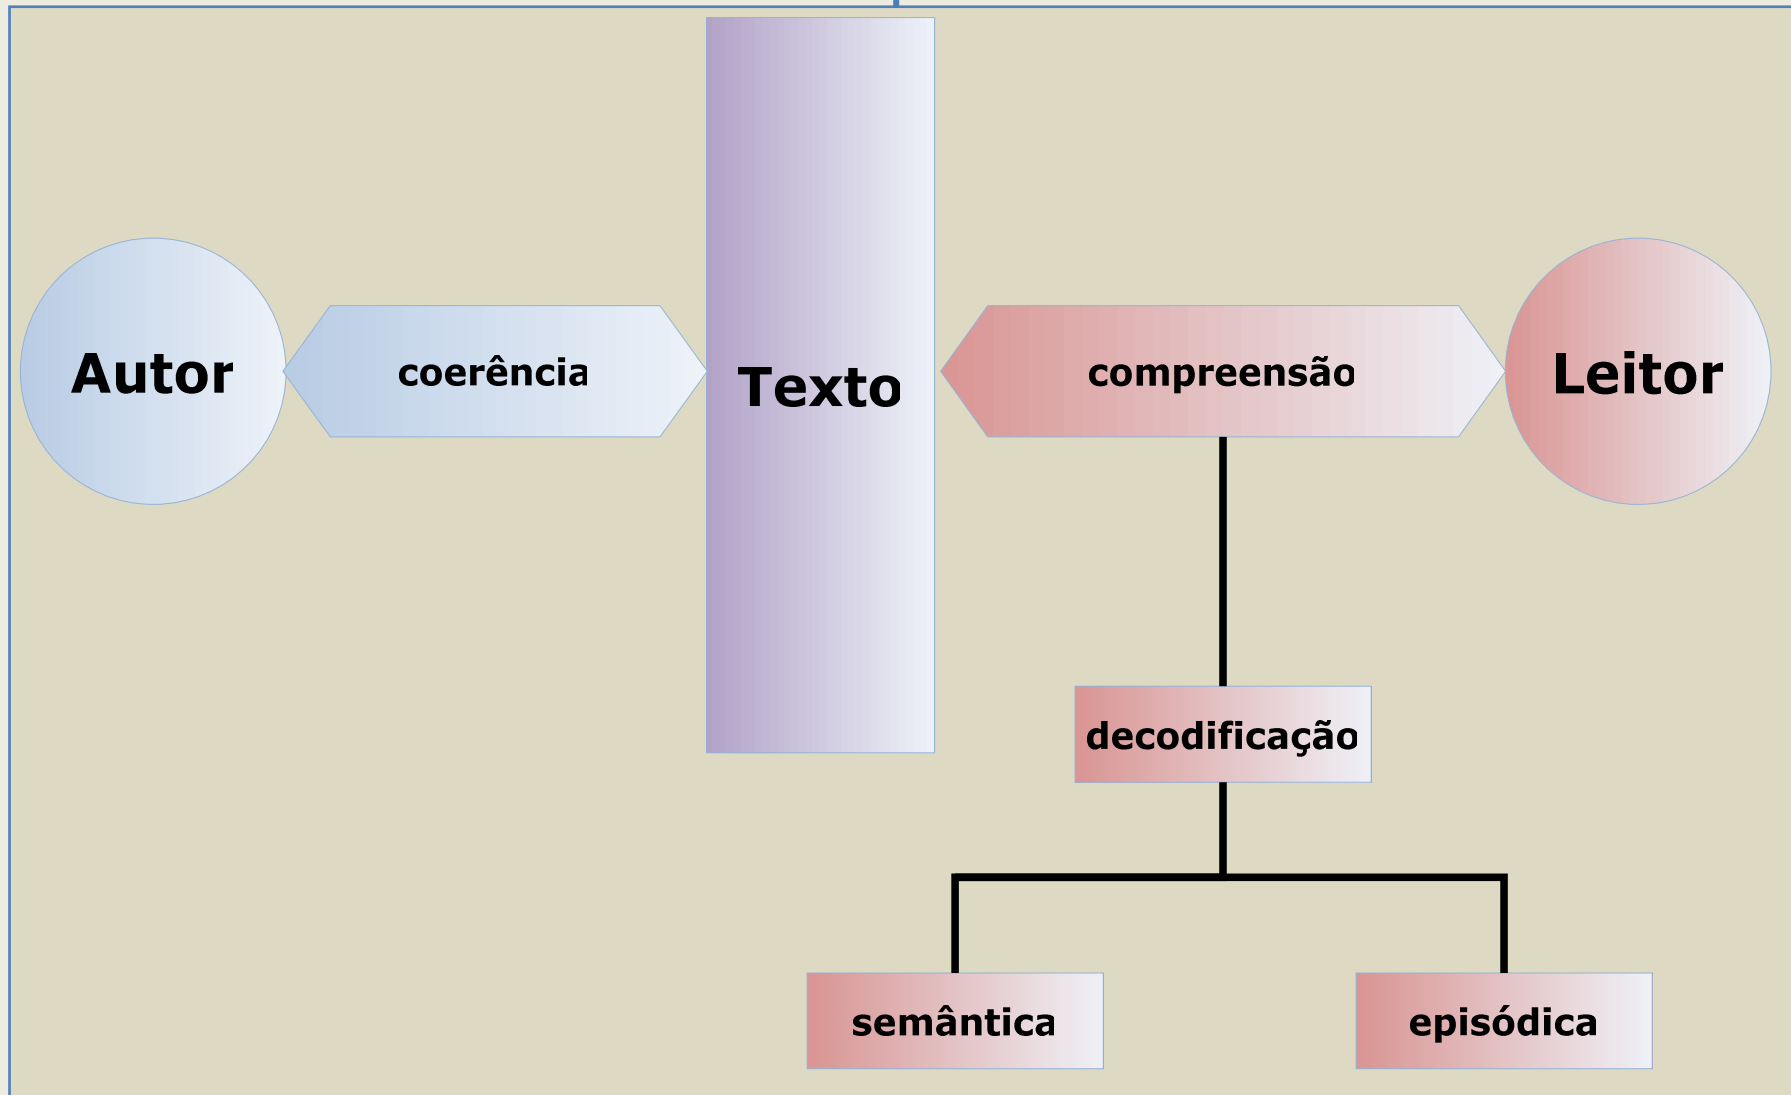 Autor
coerência
Texto
compreensão
Leitor
decodificação
semântica
episódica